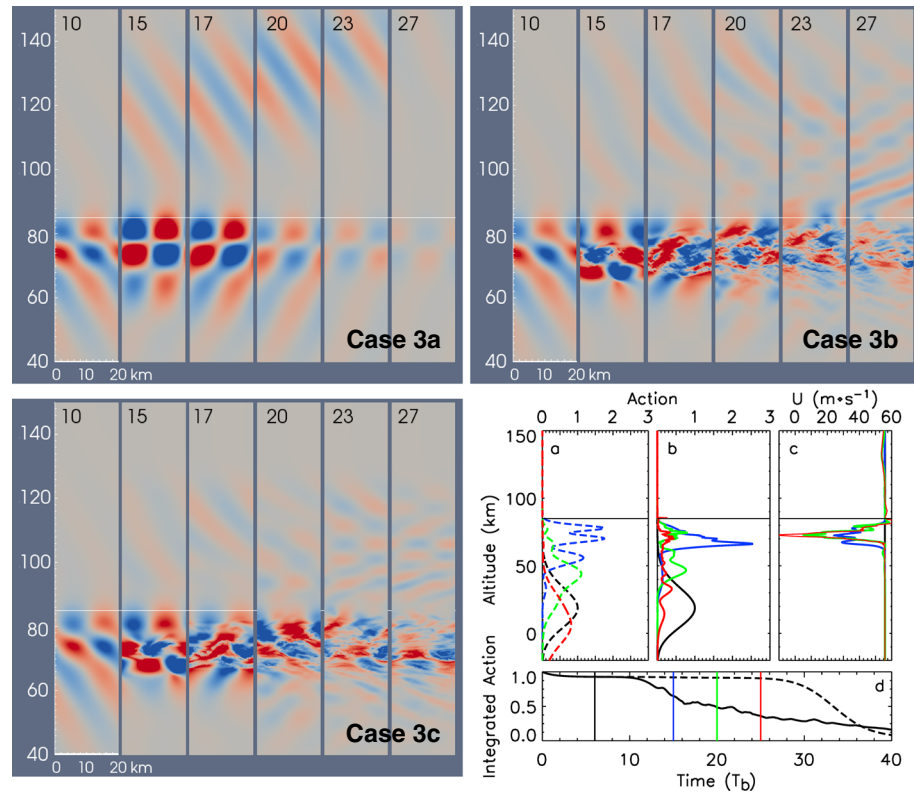 10 15 17 20 23 27
140
120
100
80
60
40
0 10 20 km
Case 3a
10 15 17 20 23 27
140
120
100
80
60
40
0 10 20 km
Case 3b
10 15 17 20 23 27
140
120
100
80
60
40
0 10 20 km
Case 3c
Action
U (m•s⁻¹)
0 1 2 3 1 2 3 0 20 40 60
a b c
150
100
50
0
Altitude (km)
d
1.0
0.5
0.0
Integrated Action
0 10 20 30 40
Time (Tb)